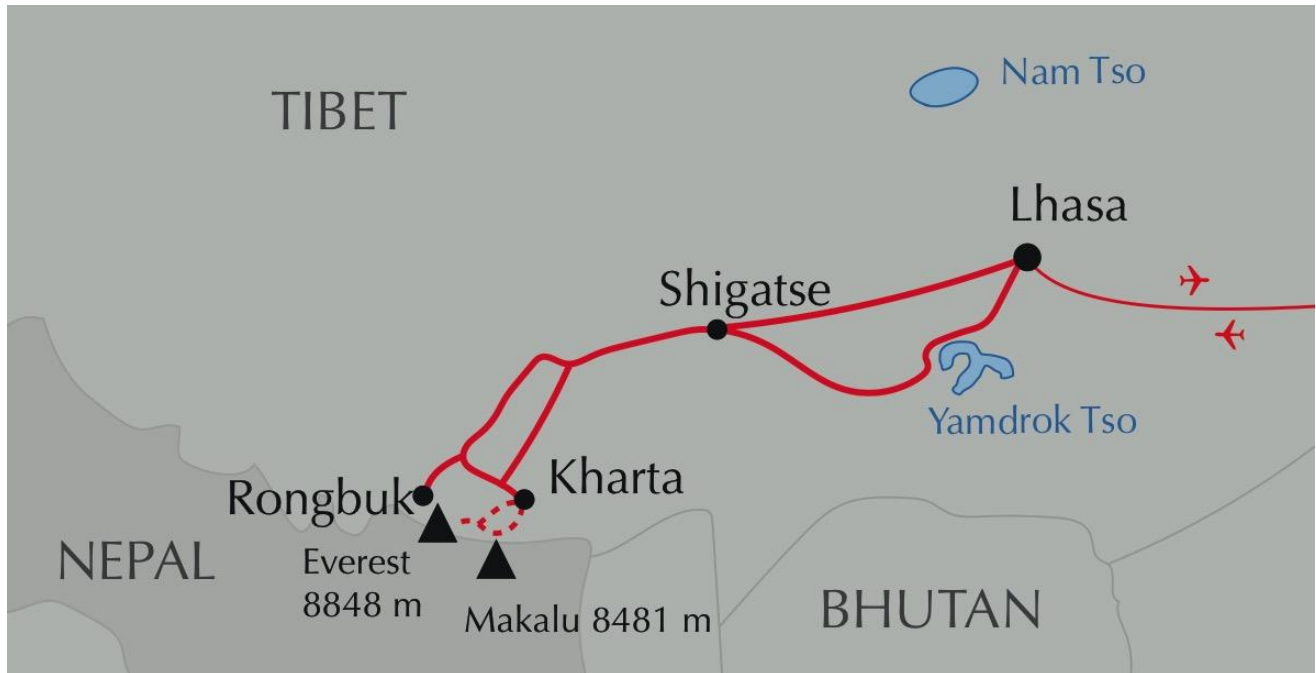 Nam Tso
TIBET
Lhasa
Shigatse
Yamdrok Tso
Kharta
Rongbuk
NEPAL
Everest
8848 m
Makalu 8481 m
BHUTAN